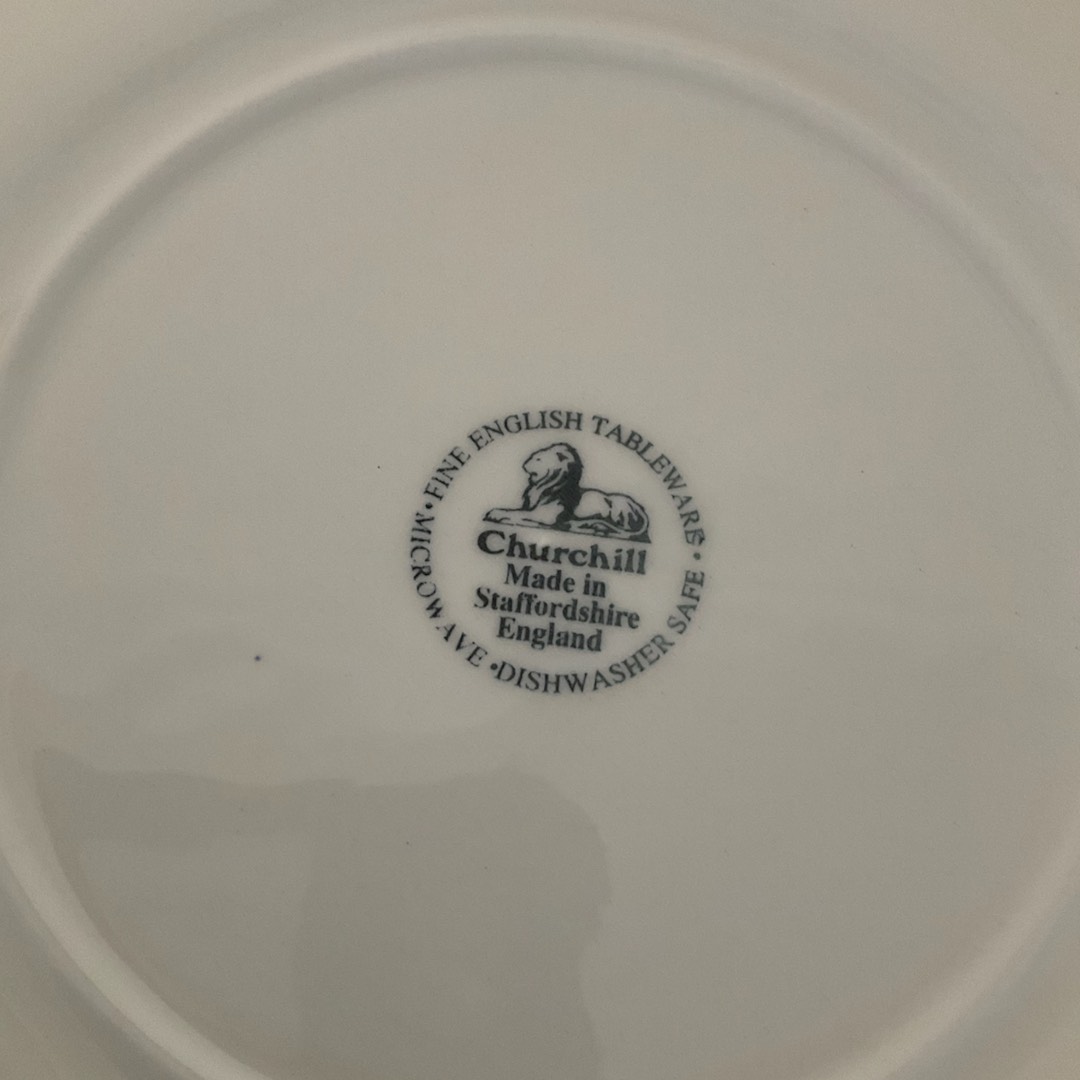 • FINE ENGLISH TABLEWARE •
Churchill
Made in
Staffordshire
England
MICROWAVE • DISHWASHER SAFE